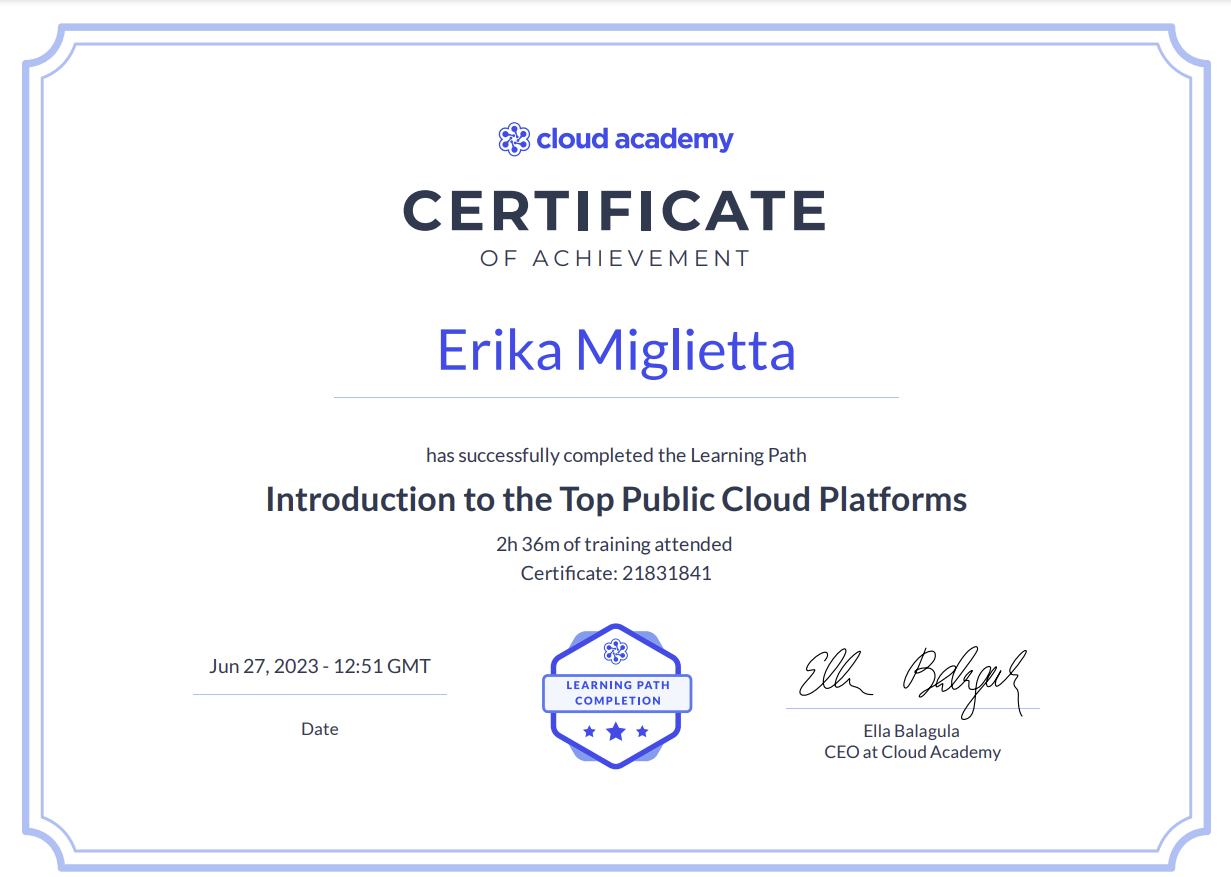 cloud academy
CERTIFICATE
OF ACHIEVEMENT
Erika Miglietta
has successfully completed the Learning Path
Introduction to the Top Public Cloud Platforms
2h 36m of training attended
Certificate: 21831841
Jun 27, 2023 - 12:51 GMT
Date
LEARNING PATH
COMPLETION
Ella Balagula
Ella Balagula
CEO at Cloud Academy